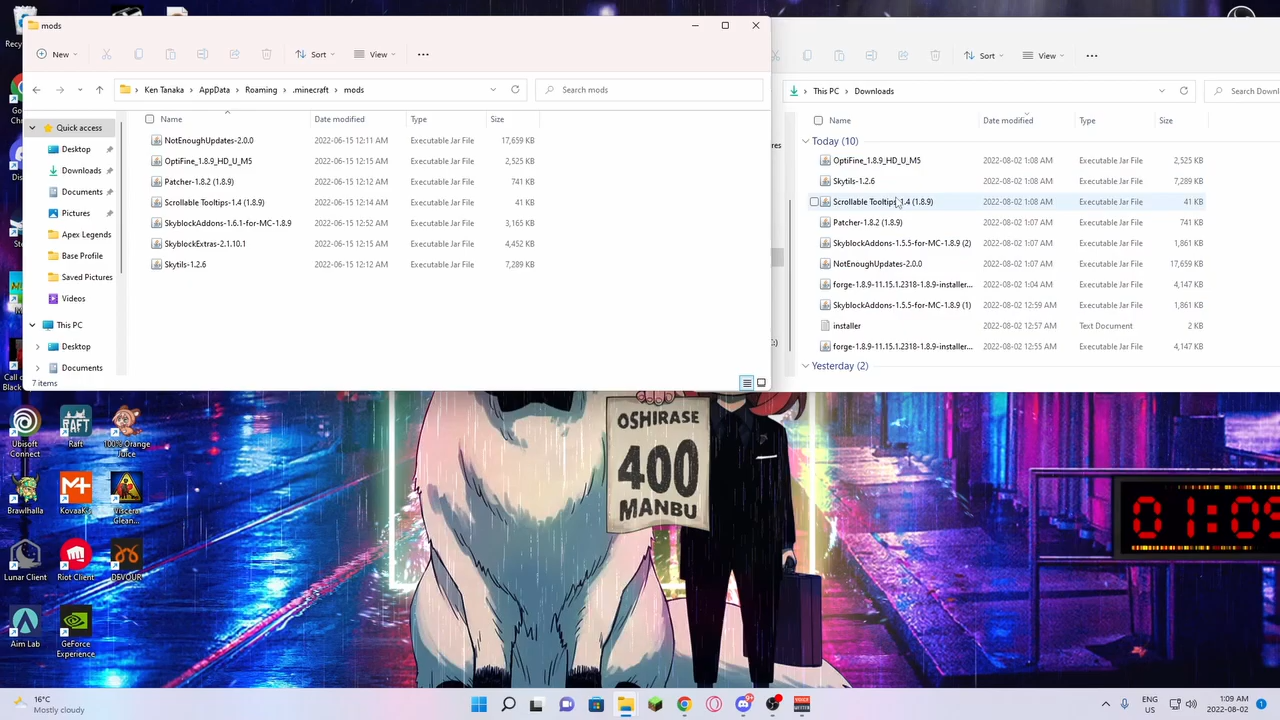 mods
New
Sort
View
Ken Tanaka > AppData > Roaming > .minecraft > mods
Search mods
Name Date modified Type Size
Quick access
Desktop
Downloads
Documents
Pictures
Apex Legends
Base Profile
Saved Pictures
Videos
This PC
Desktop
Documents
NotEnoughUpdates-2.0.0 2022-06-15 12:11 AM Executable Jar File 17,659 KB
OptiFine_1.8.9_HD_U_M5 2022-06-15 12:15 AM Executable Jar File 2,525 KB
Patcher-1.8.2 (1.8.9) 2022-06-15 12:12 AM Executable Jar File 741 KB
Scrollable Tooltips-1.4 (1.8.9) 2022-06-15 12:14 AM Executable Jar File 41 KB
SkyblockAddons-1.6.1-for-MC-1.8.9 2022-06-15 12:52 AM Executable Jar File 3,165 KB
SkyblockExtras-2.1.10.1 2022-06-15 12:15 AM Executable Jar File 4,452 KB
Skytils-1.2.6 2022-06-15 12:12 AM Executable Jar File 7,289 KB
7 items
Sort
View
This PC > Downloads
Search Downl
Name Date modified Type Size
Today (10)
OptiFine_1.8.9_HD_U_M5 2022-08-02 1:08 AM Executable Jar File 2,525 KB
Skytils-1.2.6 2022-08-02 1:08 AM Executable Jar File 7,289 KB
Scrollable Tooltips-1.4 (1.8.9) 2022-08-02 1:08 AM Executable Jar File 41 KB
Patcher-1.8.2 (1.8.9) 2022-08-02 1:07 AM Executable Jar File 741 KB
SkyblockAddons-1.5.5-for-MC-1.8.9 (2) 2022-08-02 1:07 AM Executable Jar File 1,861 KB
NotEnoughUpdates-2.0.0 2022-08-02 1:07 AM Executable Jar File 17,659 KB
forge-1.8.9-11.15.1.2318-1.8.9-installer... 2022-08-02 1:04 AM Executable Jar File 4,147 KB
SkyblockAddons-1.5.5-for-MC-1.8.9 (1) 2022-08-02 12:59 AM Executable Jar File 1,861 KB
installer 2022-08-02 12:57 AM Text Document 2 KB
forge-1.8.9-11.15.1.2318-1.8.9-installer... 2022-08-02 12:55 AM Executable Jar File 4,147 KB
Yesterday (2)
OSHIRASE
400
MANBU
01:05
Ubisoft Connect
Raft
100% Orange Juice
Brawlhalla
KovaaK's
Visceral Clean...
Lunar Client
Riot Client
DEVOUR
Aim Lab
GeForce Experience
16°C
Mostly cloudy
ENG
US
1:09 AM
2022-08-02